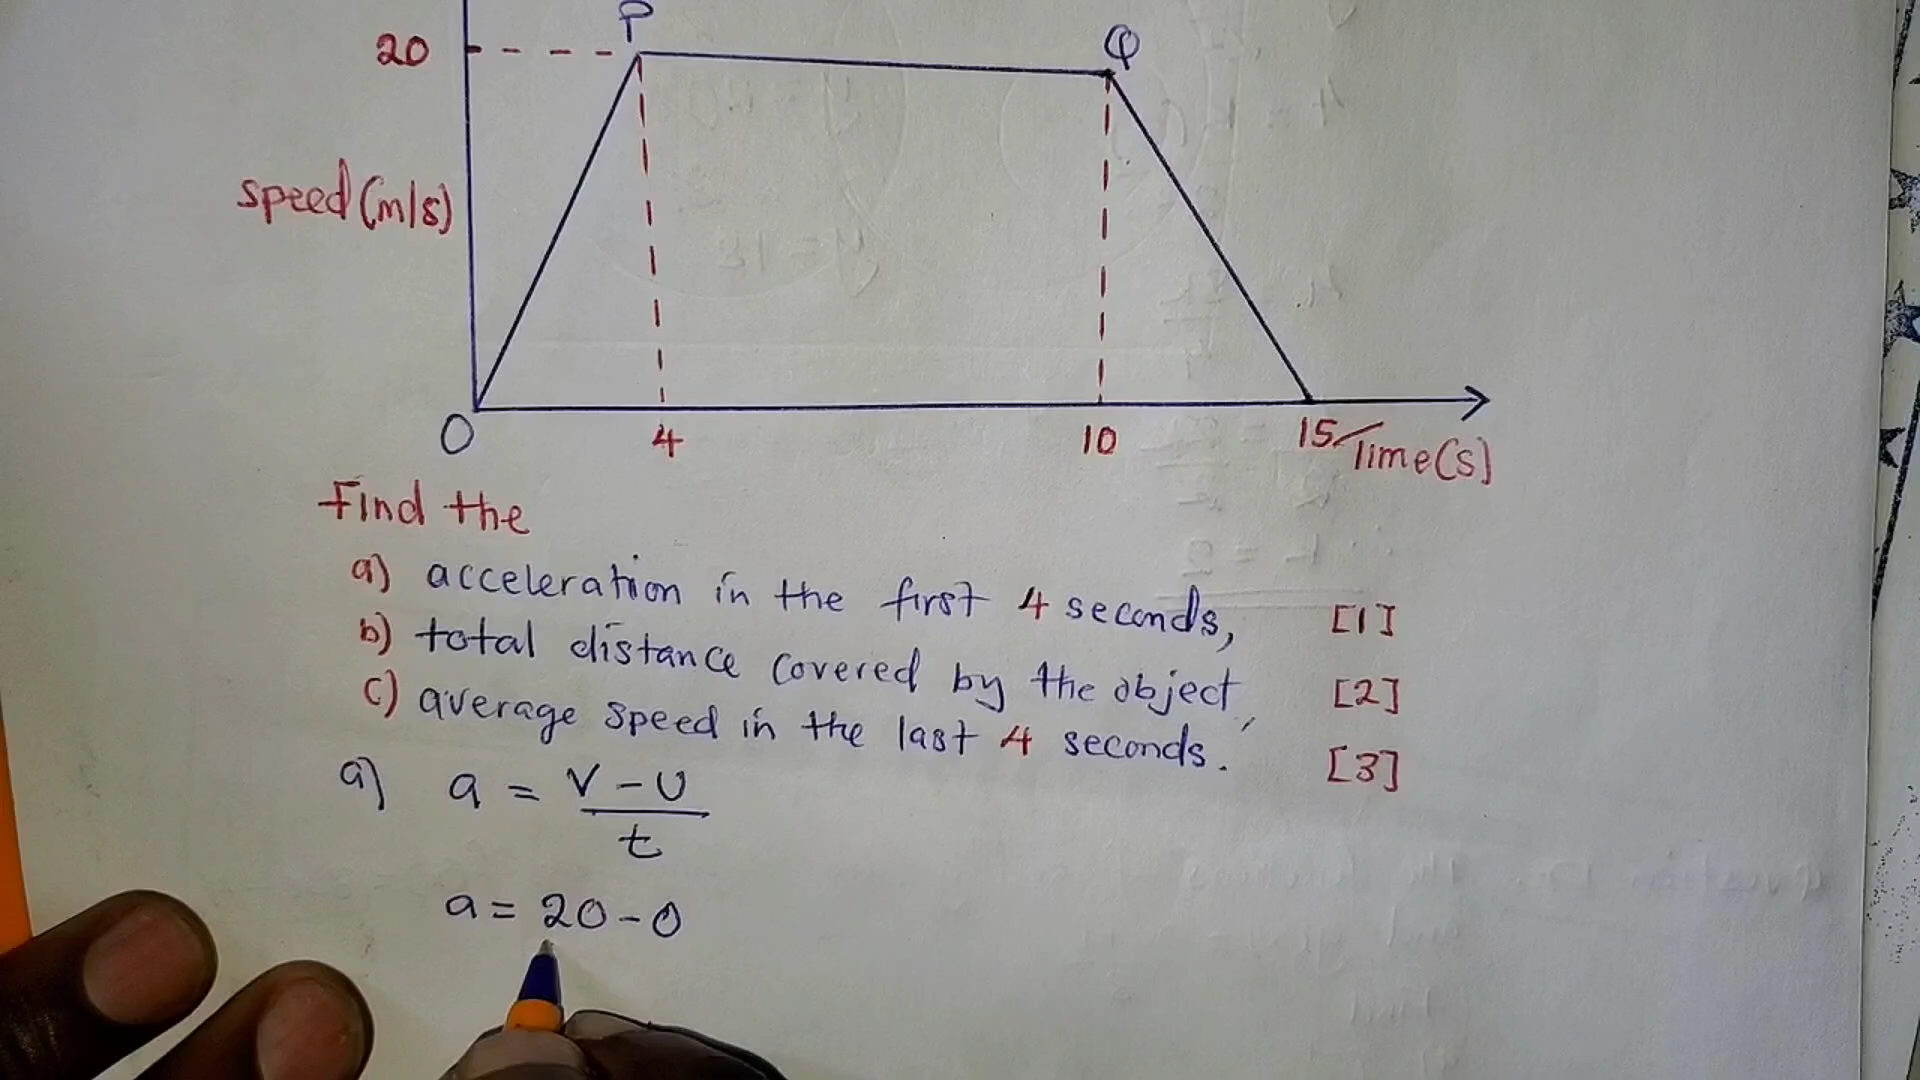 P
Q
20
speed (m/s)
O
4
10
15
Time (s)
Find the
a) acceleration in the first 4 seconds, [1]
b) total distance covered by the object, [2]
c) average speed in the last 4 seconds. [3]
a) a = v - u
t
a = 20 - 0